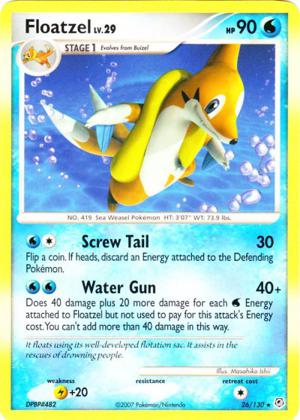 Floatzel LV.29
HP 90
STAGE 1 Evolves from Buizel
NO. 419 Sea Weasel Pokémon HT: 3'07" WT: 73.9 lbs.
Screw Tail 30
Flip a coin. If heads, discard an Energy attached to the Defending
Pokémon.
Water Gun 40+
Does 40 damage plus 20 more damage for each Energy
attached to Floatzel but not used to pay for this attack's Energy
cost. You can't add more than 40 damage in this way.
It floats using its well-developed flotation sac. It assists in the
rescues of drowning people.
Illus. Masahiko Ishii
weakness resistance retreat cost
+20
DPBP#482 ©2007 Pokémon/Nintendo 26/130 ★